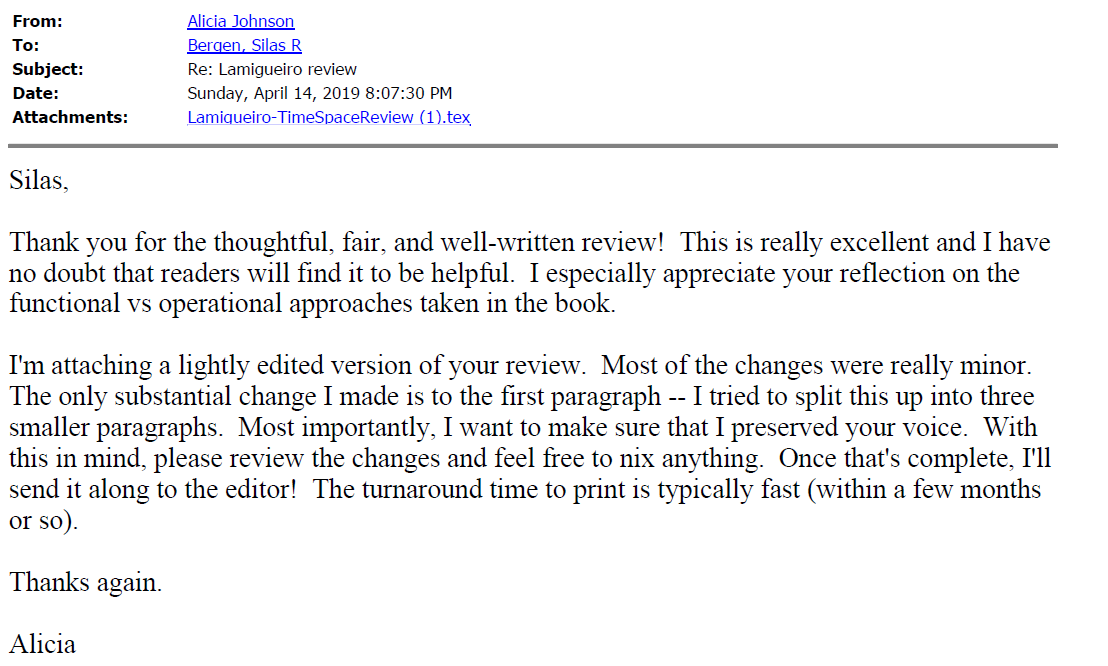 From: Alicia Johnson
To: Bergen, Silas R
Subject: Re: Lamigueiro review
Date: Sunday, April 14, 2019 8:07:30 PM
Attachments: Lamigueiro-TimeSpaceReview (1).tex
Silas,
Thank you for the thoughtful, fair, and well-written review!  This is really excellent and I have
no doubt that readers will find it to be helpful.  I especially appreciate your reflection on the
functional vs operational approaches taken in the book.
I'm attaching a lightly edited version of your review.  Most of the changes were really minor.
The only substantial change I made is to the first paragraph -- I tried to split this up into three
smaller paragraphs.  Most importantly, I want to make sure that I preserved your voice.  With
this in mind, please review the changes and feel free to nix anything.  Once that's complete, I'll
send it along to the editor!  The turnaround time to print is typically fast (within a few months
or so).
Thanks again.
Alicia